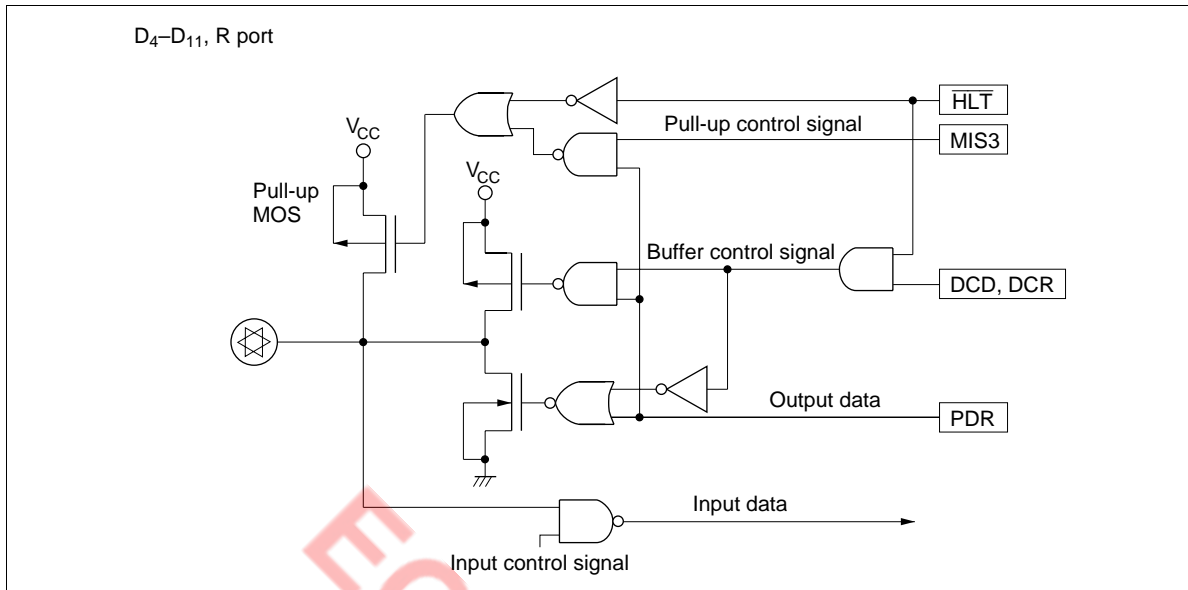 D4–D11, R port
HLT
Pull-up control signal
MIS3
VCC
VCC
Pull-up
MOS
Buffer control signal
DCD, DCR
Output data
PDR
Input data
Input control signal